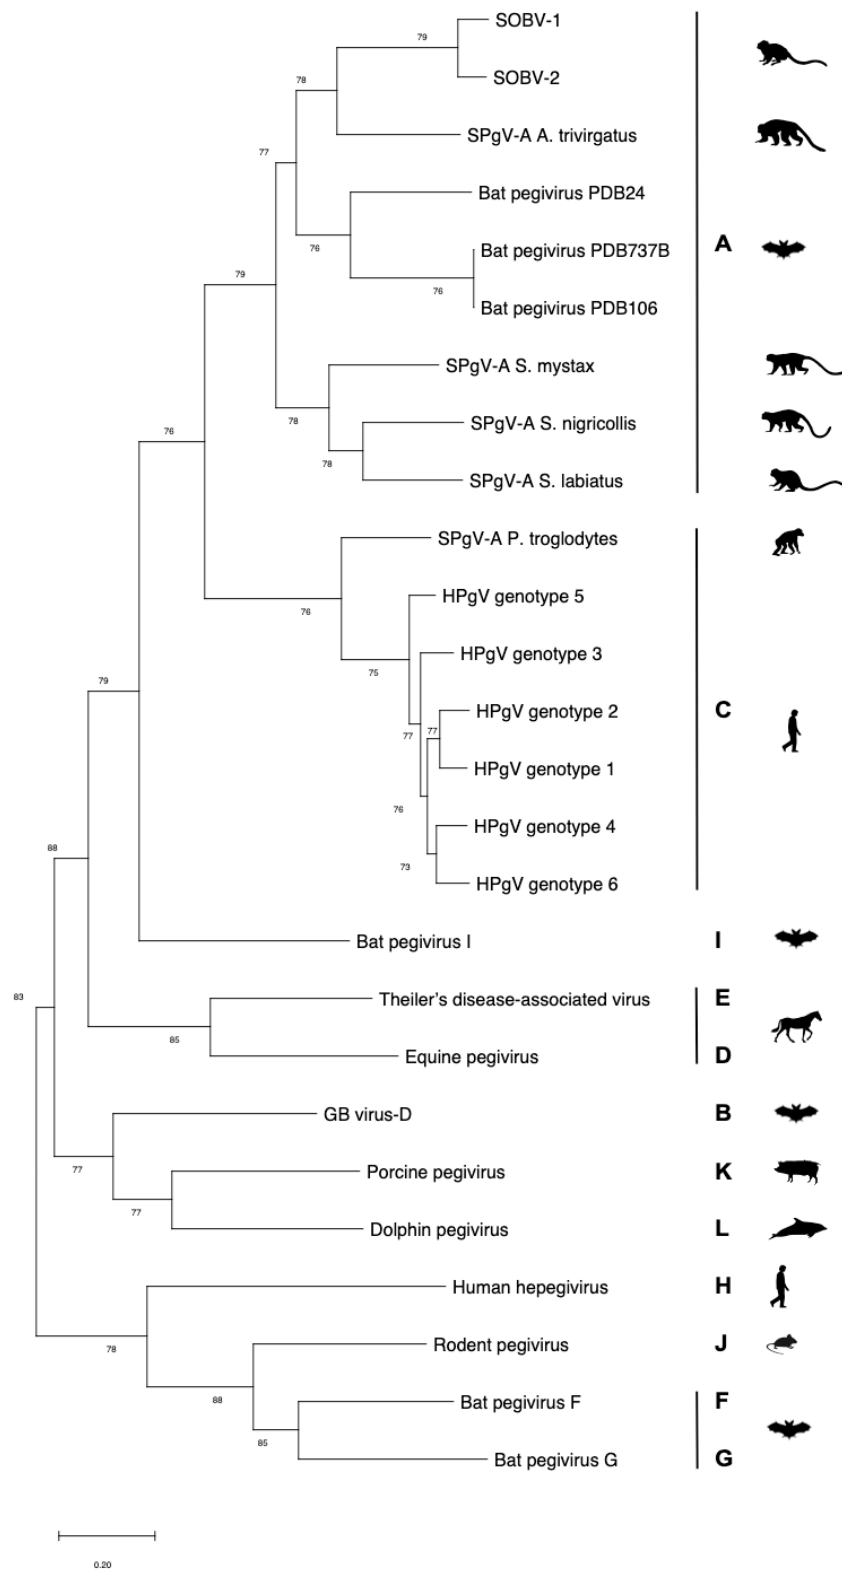 79
SOBV-1
SOBV-2
78
SPgV-A A. trivirgatus
77
Bat pegivirus PDB24
76
Bat pegivirus PDB737B
A
79
76
Bat pegivirus PDB106
SPgV-A S. mystax
78
SPgV-A S. nigricollis
76
78
SPgV-A S. labiatus
SPgV-A P. troglodytes
76
HPgV genotype 5
HPgV genotype 3
75
79
HPgV genotype 2
C
77
77
HPgV genotype 1
76
HPgV genotype 4
88
73
HPgV genotype 6
Bat pegivirus I
I
83
Theiler’s disease-associated virus
E
85
Equine pegivirus
D
GB virus-D
B
77
Porcine pegivirus
K
77
Dolphin pegivirus
L
Human hepegivirus
H
78
Rodent pegivirus
J
88
Bat pegivirus F
F
85
Bat pegivirus G
G
0.20